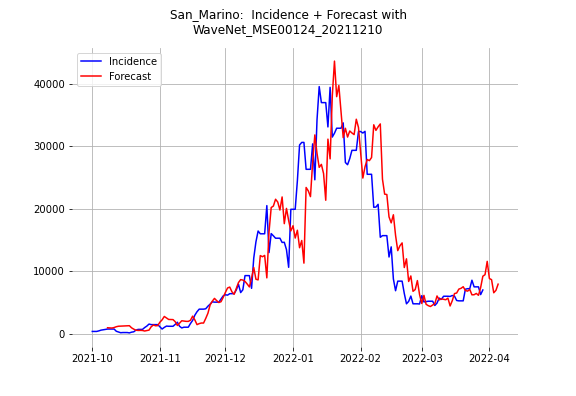 San_Marino:  Incidence + Forecast with
WaveNet_MSE00124_20211210
Incidence
Forecast
40000
30000
20000
10000
0
2021-10 2021-11 2021-12 2022-01 2022-02 2022-03 2022-04